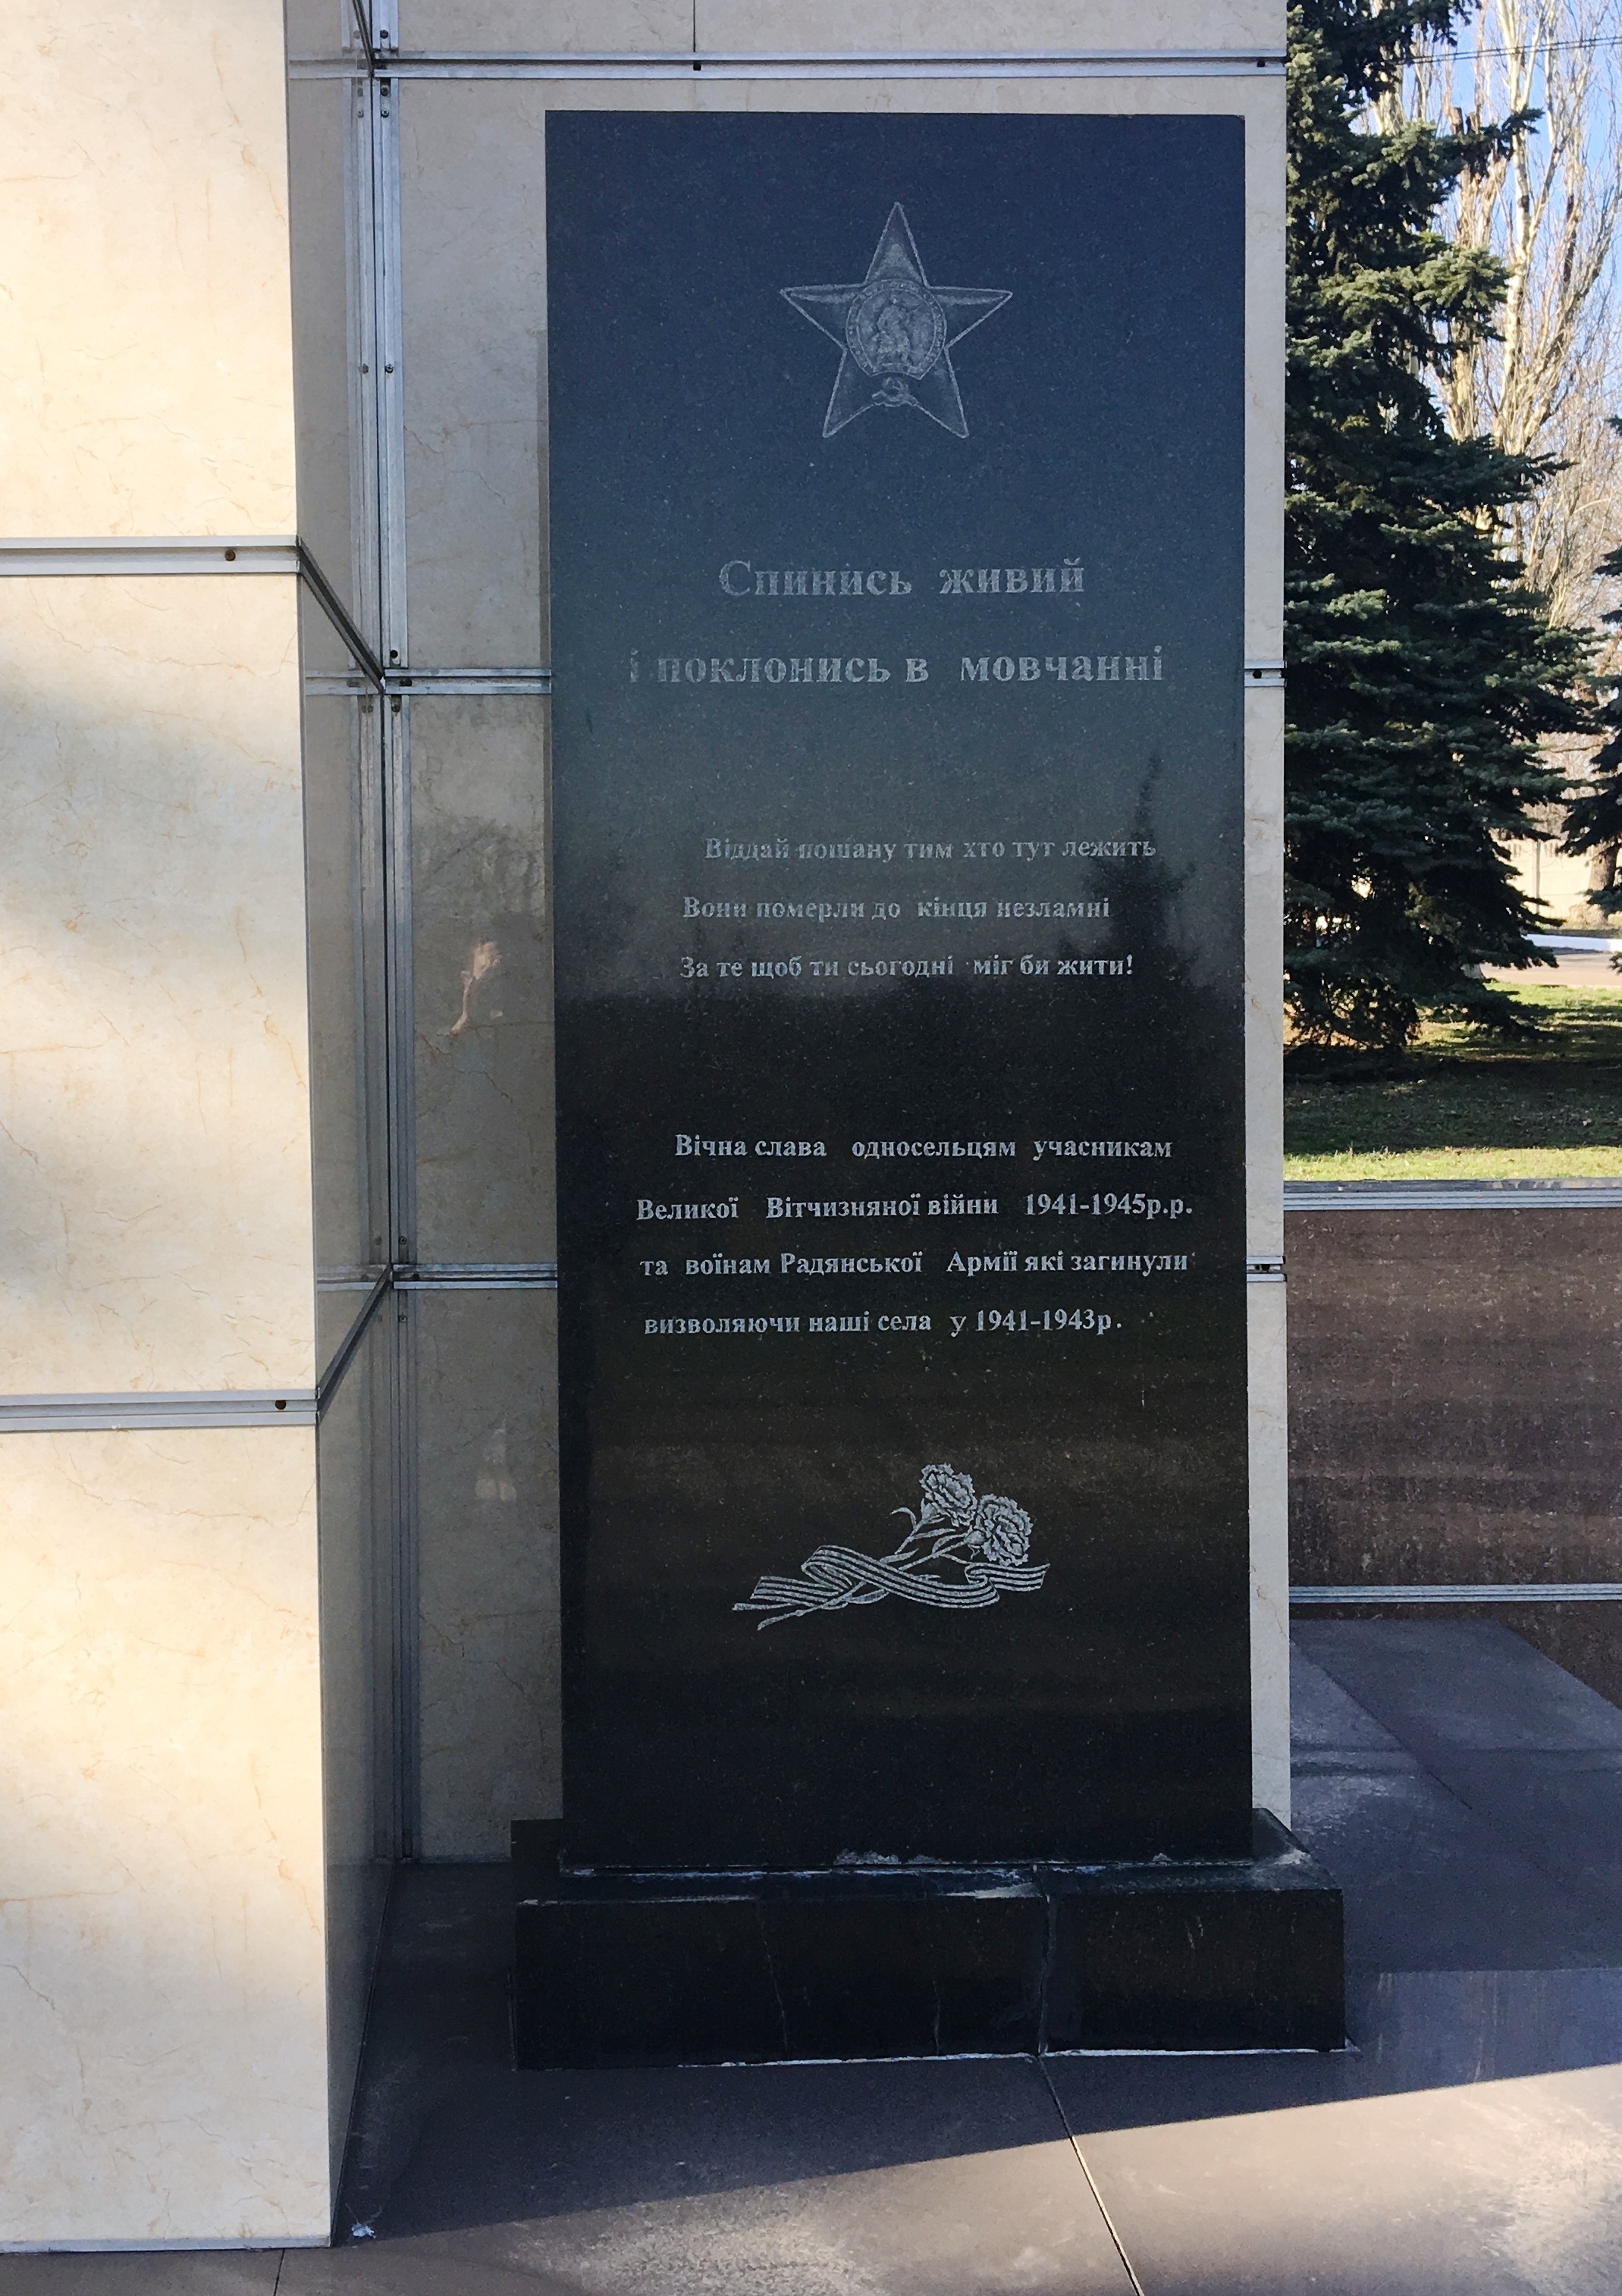 Спинись живий
і поклонись в мовчанні
Віддай пошану тим хто тут лежить
Вони померли до кінця незламні
За те щоб ти сьогодні міг би жити!
Вічна слава односельцям учасникам
Великої Вітчизняної війни 1941-1945р.р.
та воїнам Радянської Армії які загинули
визволяючи наші села у 1941-1943р.